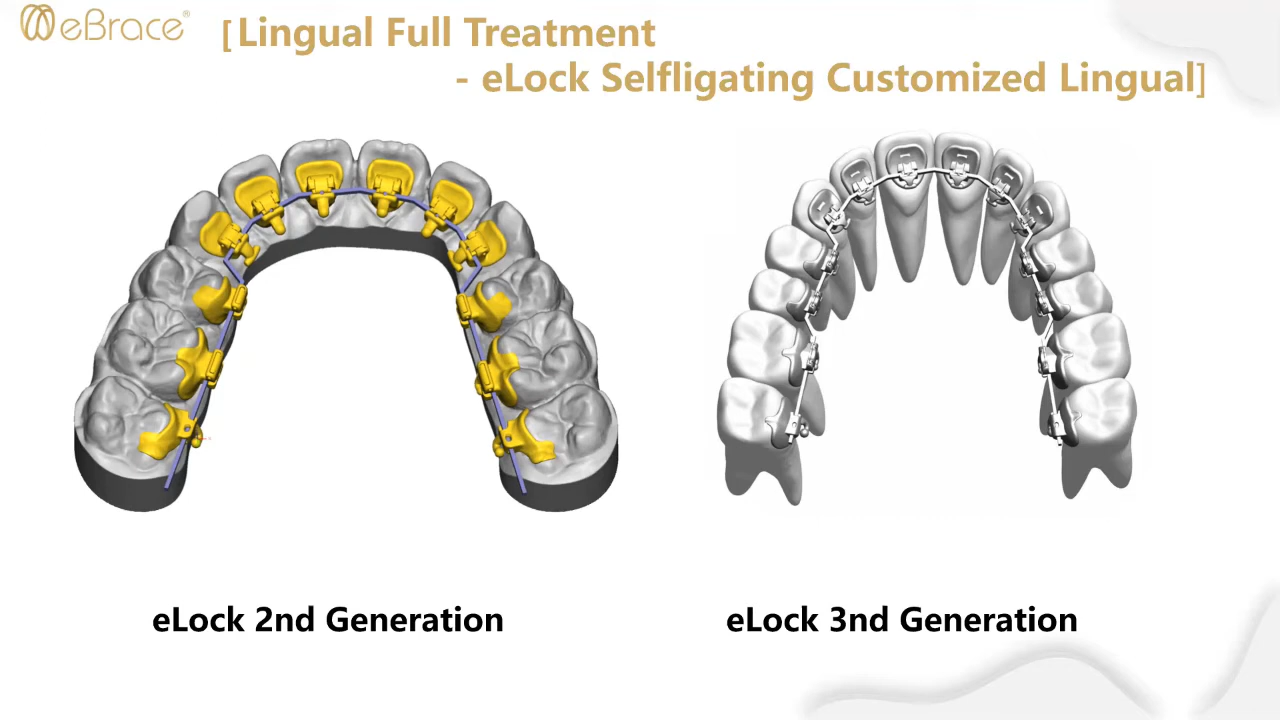 eBrace®
[Lingual Full Treatment
- eLock Selfligating Customized Lingual]
eLock 2nd Generation
eLock 3nd Generation